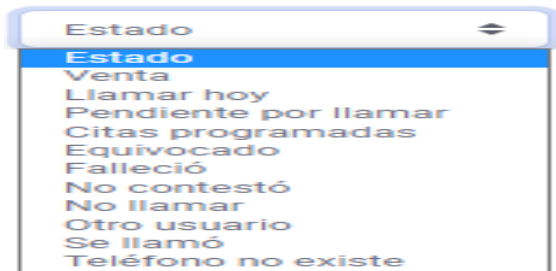 Estado
Estado
Venta
Llamar hoy
Pendiente por llamar
Citas programadas
Equivocado
Falleció
No contestó
No llamar
Otro usuario
Se llamó
Teléfono no existe